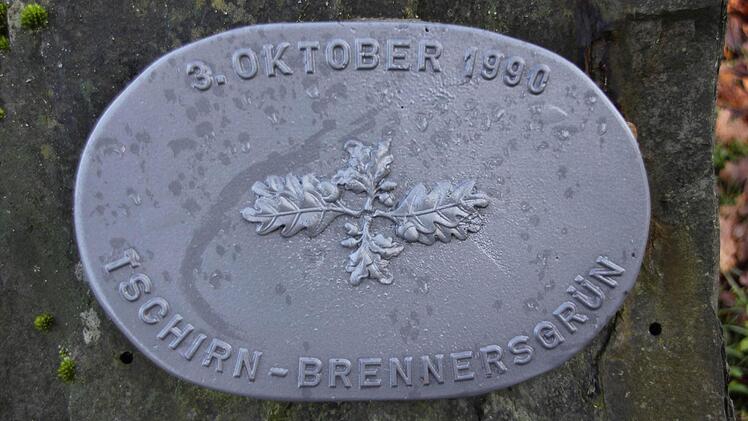 3. OKTOBER 1990
TSCHIRN-BRENNERSGRÜN